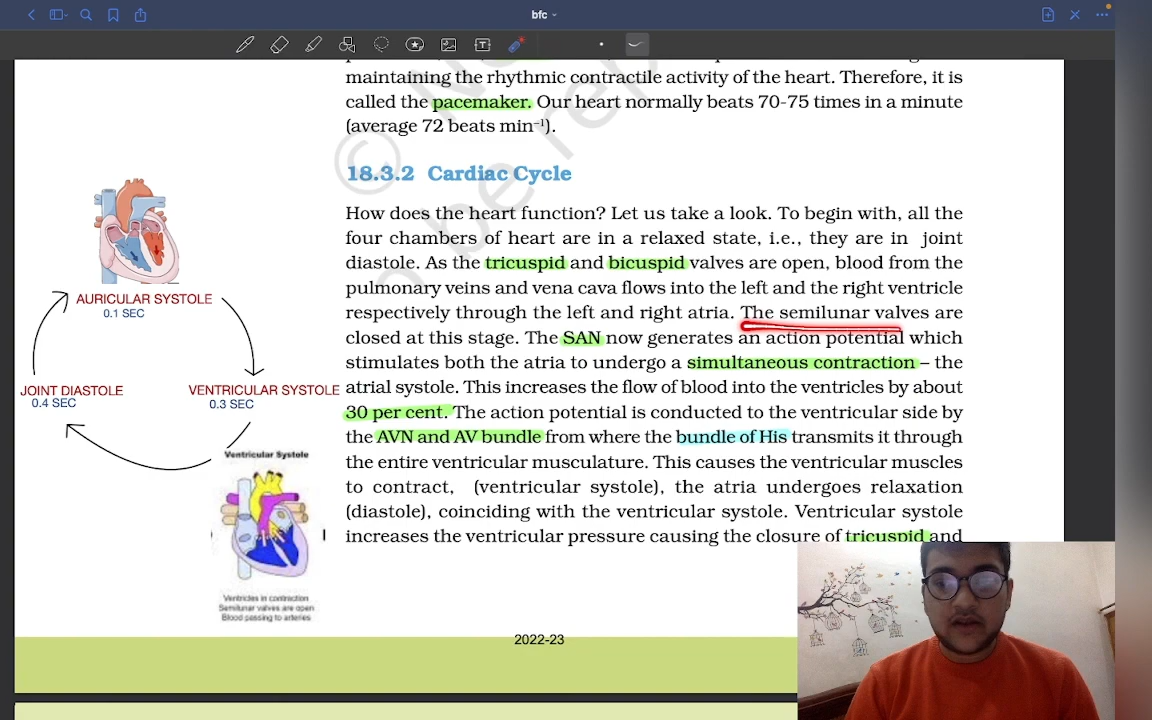 bfc
maintaining the rhythmic contractile activity of the heart. Therefore, it is
called the pacemaker. Our heart normally beats 70-75 times in a minute
(average 72 beats min⁻¹).
18.3.2 Cardiac Cycle
How does the heart function? Let us take a look. To begin with, all the
four chambers of heart are in a relaxed state, i.e., they are in joint
diastole. As the tricuspid and bicuspid valves are open, blood from the
pulmonary veins and vena cava flows into the left and the right ventricle
respectively through the left and right atria. The semilunar valves are
closed at this stage. The SAN now generates an action potential which
stimulates both the atria to undergo a simultaneous contraction – the
atrial systole. This increases the flow of blood into the ventricles by about
30 per cent. The action potential is conducted to the ventricular side by
the AVN and AV bundle from where the bundle of His transmits it through
the entire ventricular musculature. This causes the ventricular muscles
to contract, (ventricular systole), the atria undergoes relaxation
(diastole), coinciding with the ventricular systole. Ventricular systole
increases the ventricular pressure causing the closure of tricuspid and
AURICULAR SYSTOLE
0.1 SEC
JOINT DIASTOLE
0.4 SEC
VENTRICULAR SYSTOLE
0.3 SEC
Ventricular Systole
Ventricles in contraction
Semilunar valves are open
Blood passing to arteries
2022-23